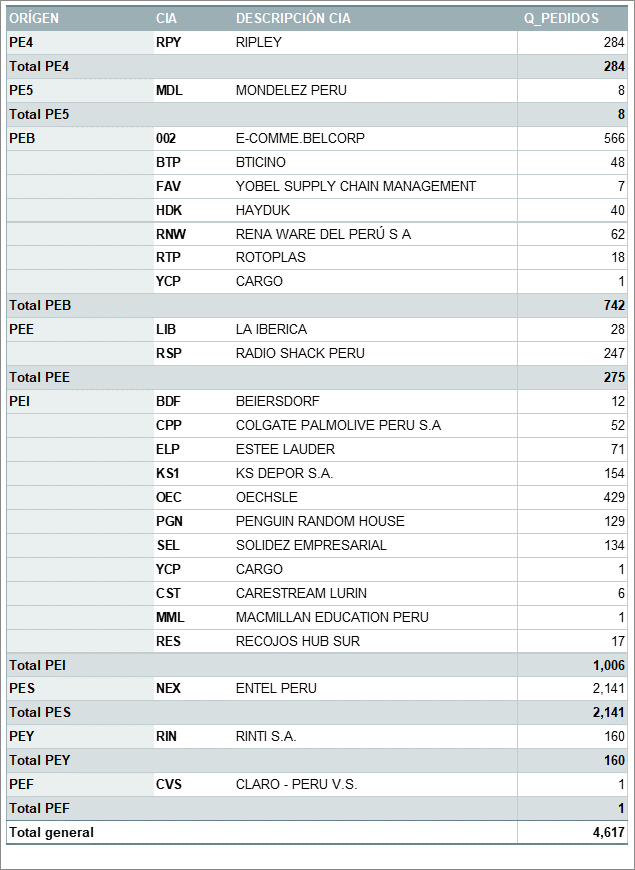 ORÍGEN CIA DESCRIPCIÓN CIA Q_PEDIDOS
PE4 RPY RIPLEY 284
Total PE4 284
PE5 MDL MONDELEZ PERU 8
Total PE5 8
PEB 002 E-COMME.BELCORP 566
BTP BTICINO 48
FAV YOBEL SUPPLY CHAIN MANAGEMENT 7
HDK HAYDUK 40
RNW RENA WARE DEL PERÚ S A 62
RTP ROTOPLAS 18
YCP CARGO 1
Total PEB 742
PEE LIB LA IBERICA 28
RSP RADIO SHACK PERU 247
Total PEE 275
PEI BDF BEIERSDORF 12
CPP COLGATE PALMOLIVE PERU S.A 52
ELP ESTEE LAUDER 71
KS1 KS DEPOR S.A. 154
OEC OECHSLE 429
PGN PENGUIN RANDOM HOUSE 129
SEL SOLIDEZ EMPRESARIAL 134
YCP CARGO 1
CST CARESTREAM LURIN 6
MML MACMILLAN EDUCATION PERU 1
RES RECOJOS HUB SUR 17
Total PEI 1,006
PES NEX ENTEL PERU 2,141
Total PES 2,141
PEY RIN RINTI S.A. 160
Total PEY 160
PEF CVS CLARO - PERU V.S. 1
Total PEF 1
Total general 4,617